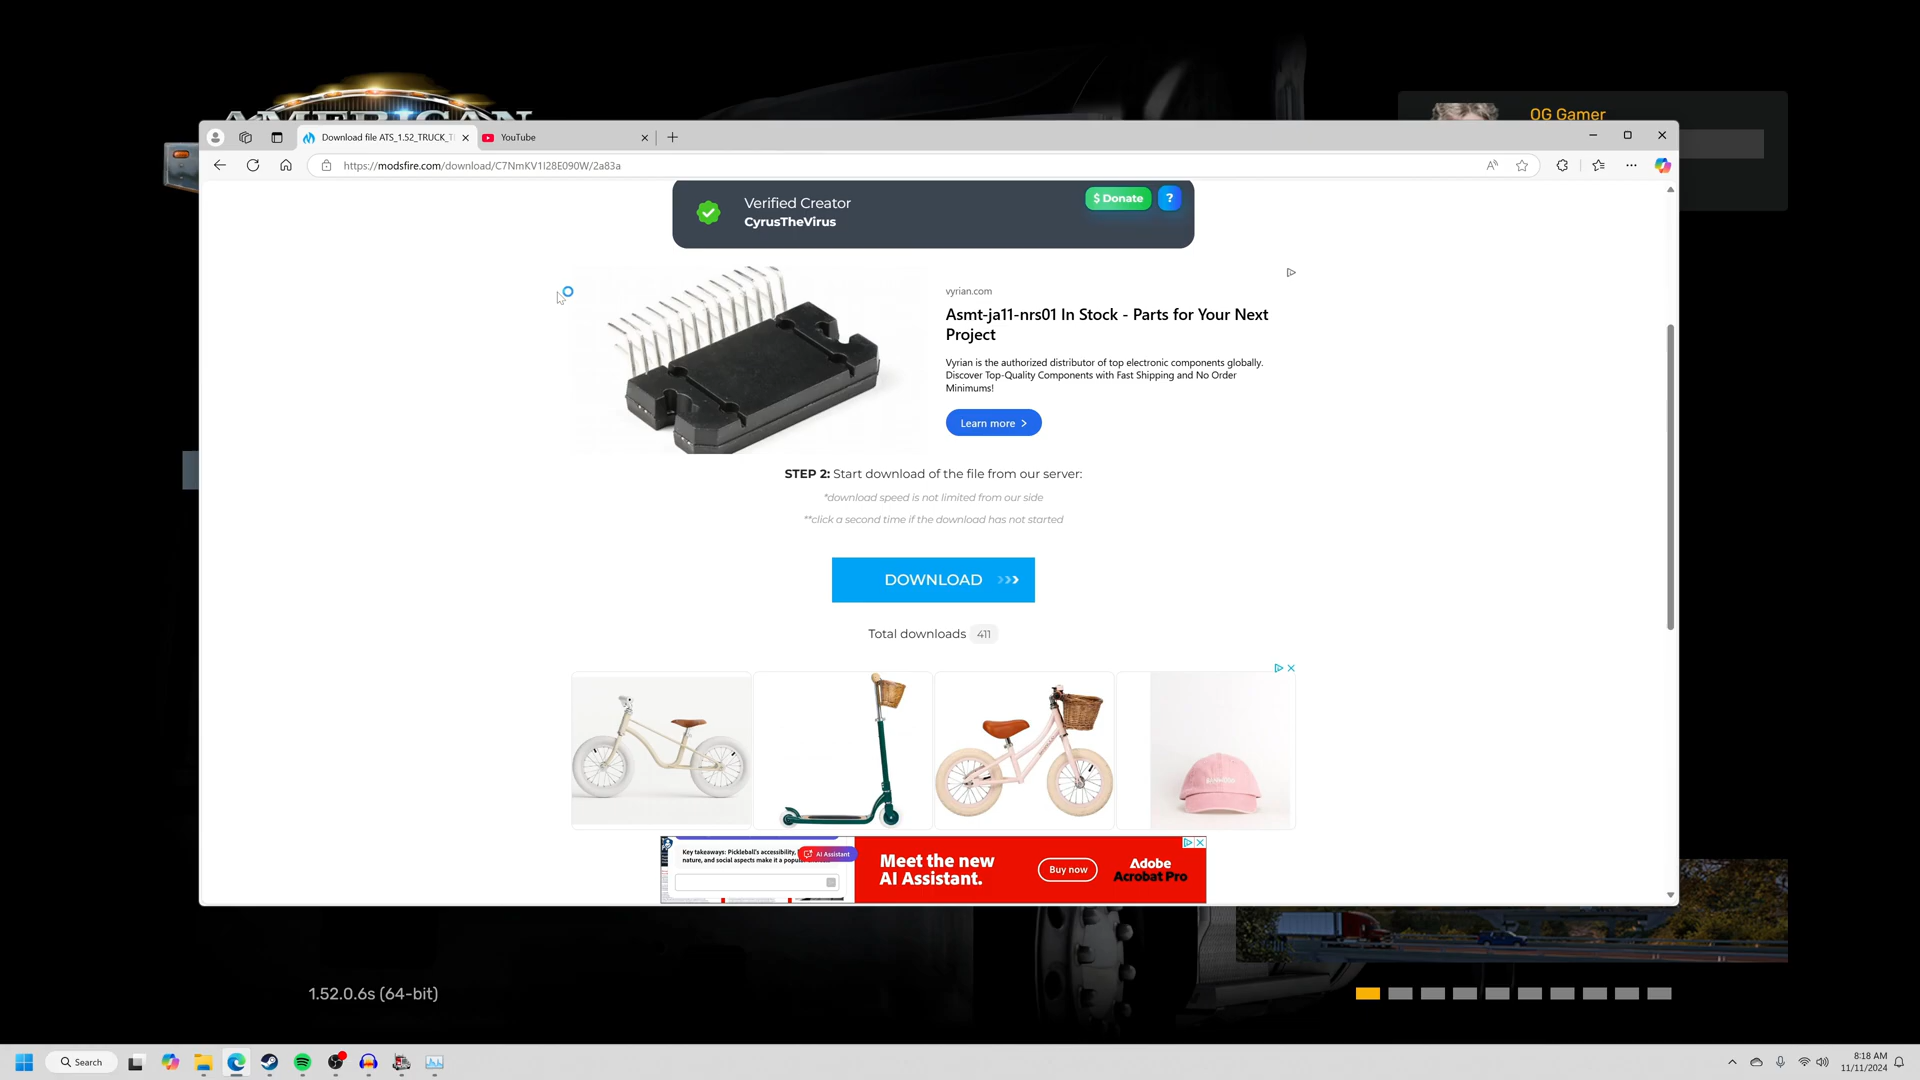 AMERICAN
OG Gamer
Download file ATS_1.52_TRUCK_T
YouTube
https://modsfire.com/download/C7NmKV1I28E090W/2a83a
Verified Creator
CyrusTheVirus
$ Donate
?
vyrian.com
Asmt-ja11-nrs01 In Stock - Parts for Your Next
Project
Vyrian is the authorized distributor of top electronic components globally.
Discover Top-Quality Components with Fast Shipping and No Order
Minimums!
Learn more >
STEP 2: Start download of the file from our server:
*download speed is not limited from our side
**click a second time if the download has not started
DOWNLOAD >>>
Total downloads 411
Key takeaways: Pickleball's accessibility,
nature, and social aspects make it a
AI Assistant
Meet the new
AI Assistant.
Buy now
Adobe
Acrobat Pro
1.52.0.6s (64-bit)
Search
8:18 AM
11/11/2024